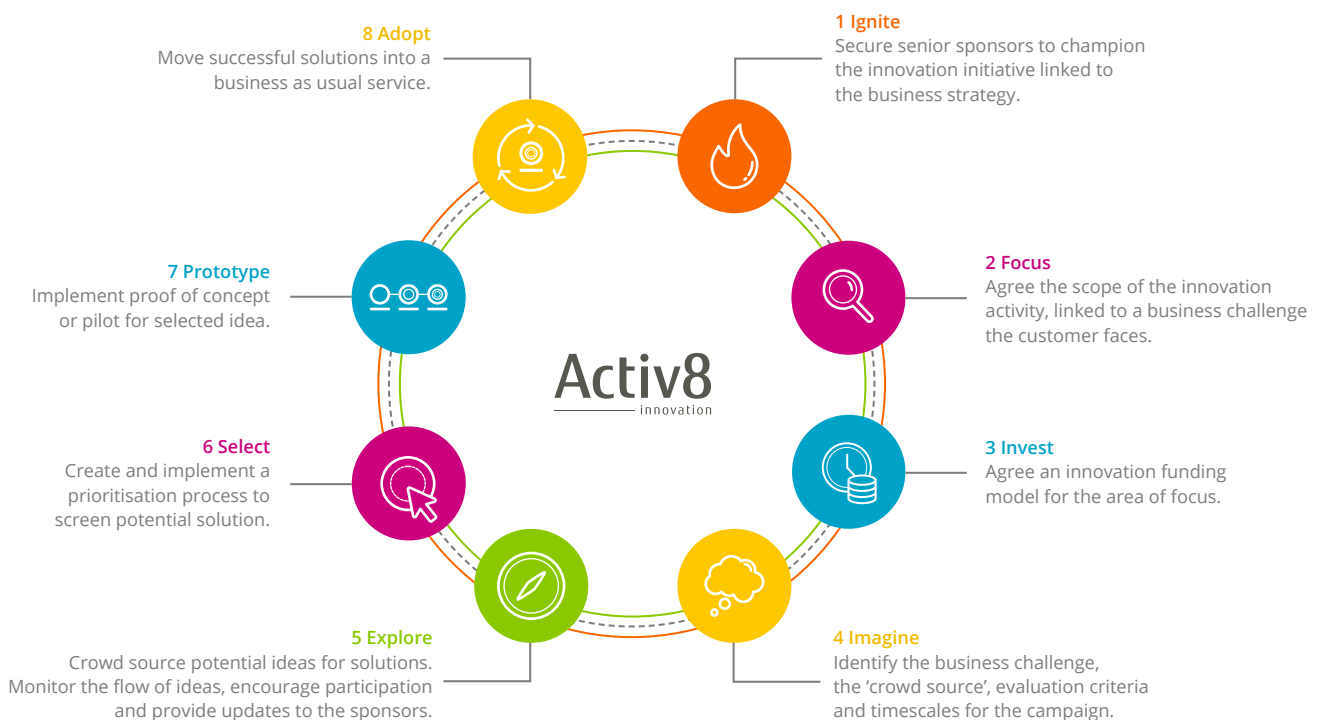 1 Ignite
Secure senior sponsors to champion
the innovation initiative linked to
the business strategy.
2 Focus
Agree the scope of the innovation
activity, linked to a business challenge
the customer faces.
3 Invest
Agree an innovation funding
model for the area of focus.
4 Imagine
Identify the business challenge,
the ‘crowd source’, evaluation criteria
and timescales for the campaign.
5 Explore
Crowd source potential ideas for solutions.
Monitor the flow of ideas, encourage participation
and provide updates to the sponsors.
6 Select
Create and implement a
prioritisation process to
screen potential solution.
7 Prototype
Implement proof of concept
or pilot for selected idea.
8 Adopt
Move successful solutions into a
business as usual service.
Activ8
innovation